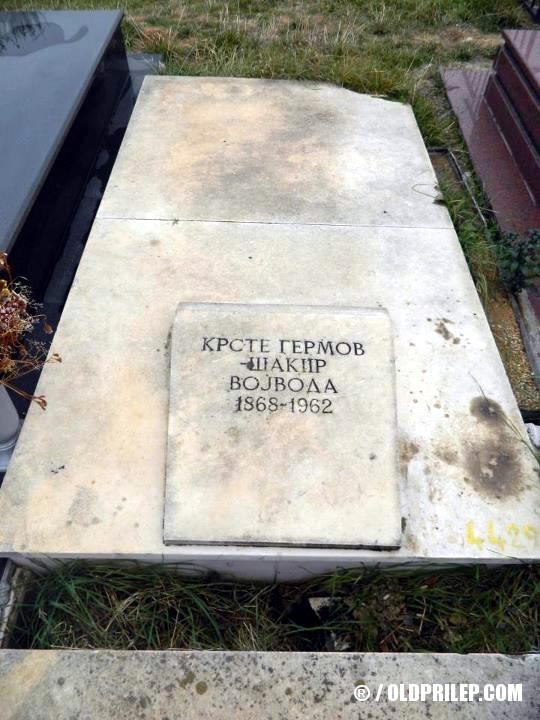 КРСТЕ ГЕРМОВ
-ШАКИР
ВОЈВОДА
1868-1962
4429
® / OLDPRILEP.COM